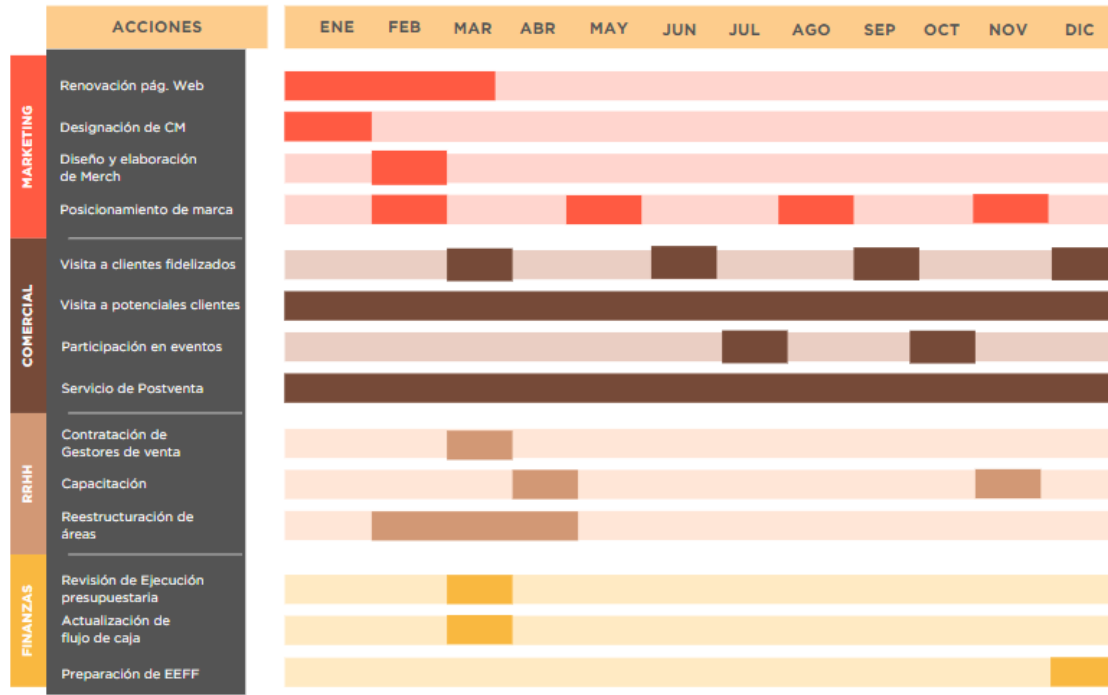 ACCIONES
ENE FEB MAR ABR MAY JUN JUL AGO SEP OCT NOV DIC
MARKETING
Renovación pág. Web
Designación de CM
Diseño y elaboración
de Merch
Posicionamiento de marca
COMERCIAL
Visita a clientes fidelizados
Visita a potenciales clientes
Participación en eventos
Servicio de Postventa
RRHH
Contratación de
Gestores de venta
Capacitación
Reestructuración de
áreas
FINANZAS
Revisión de Ejecución
presupuestaria
Actualización de
flujo de caja
Preparación de EEFF